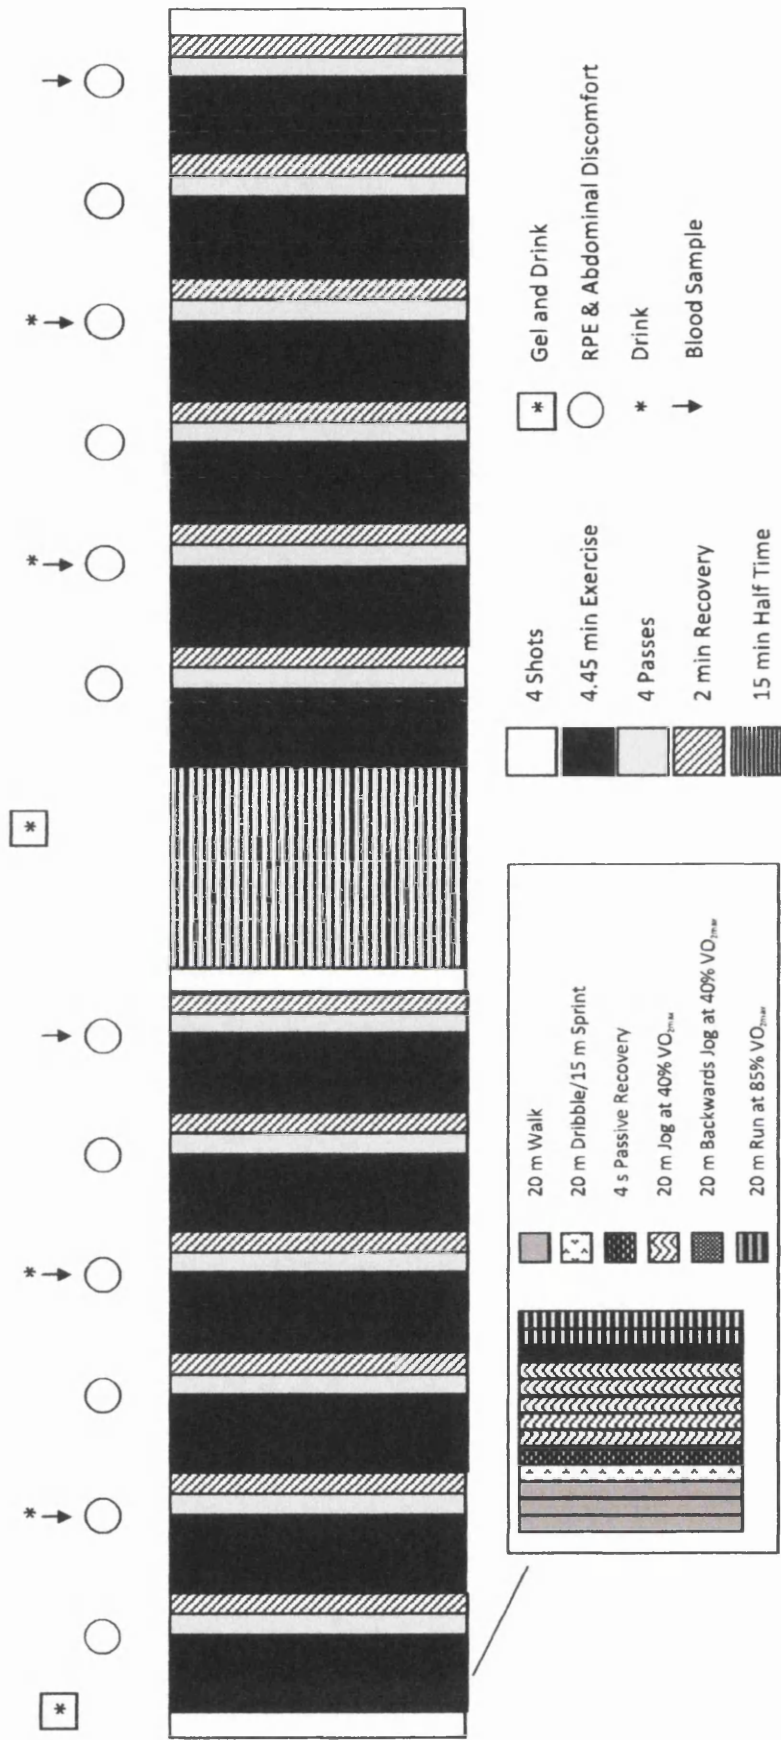 *
*
*
*
*
*
4 Shots
4.45 min Exercise
4 Passes
2 min Recovery
15 min Half Time
* Gel and Drink
RPE & Abdominal Discomfort
* Drink
Blood Sample
20 m Walk
20 m Dribble/15 m Sprint
4 s Passive Recovery
20 m Jog at 40% VO2max
20 m Backwards Jog at 40% VO2max
20 m Run at 85% VO2max